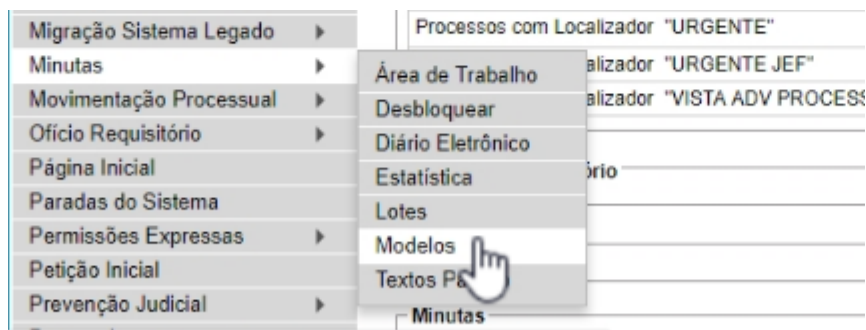 Migração Sistema Legado
Minutas
Movimentação Processual
Ofício Requisitório
Página Inicial
Paradas do Sistema
Permissões Expressas
Petição Inicial
Prevenção Judicial
Área de Trabalho
Desbloquear
Diário Eletrônico
Estatística
Lotes
Modelos
Textos
Processos com Localizador "URGENTE"
alizador "URGENTE JEF"
alizador "VISTA ADV PROCESS
ório
Minutas